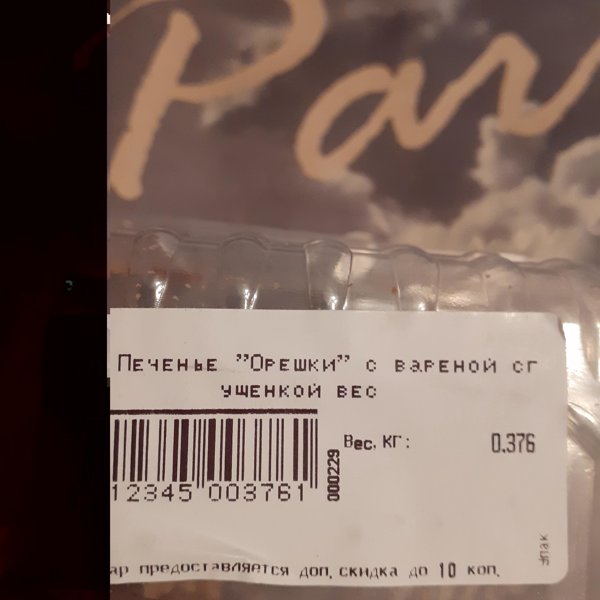 Par
Печенье "Орешки" с вареной сг
ущенкой вес
Вес, кг: 0.376
000229
12345 003761
Упак
ар предоставляется доп. скидка до 10 коп.